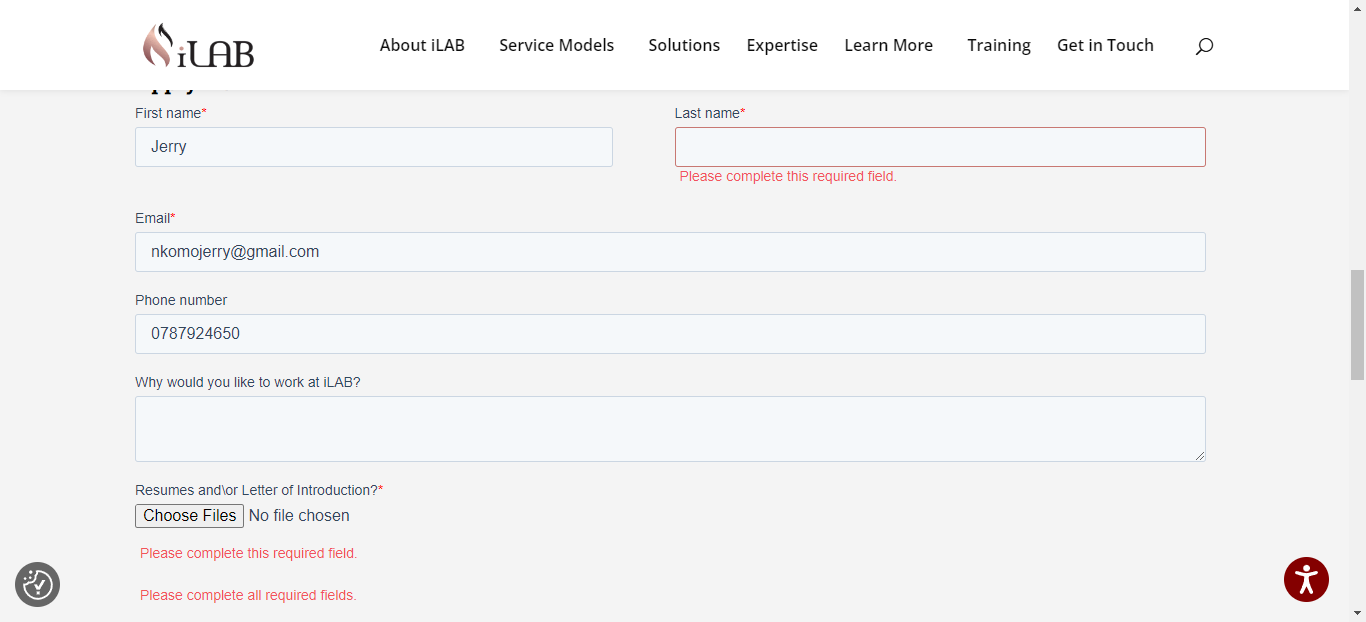 iLAB
About iLAB Service Models Solutions Expertise Learn More Training Get in Touch
First name* Last name*
Jerry
Please complete this required field.
Email*
nkomojerry@gmail.com
Phone number
0787924650
Why would you like to work at iLAB?
Resumes and\or Letter of Introduction?*
Choose Files No file chosen
Please complete this required field.
Please complete all required fields.